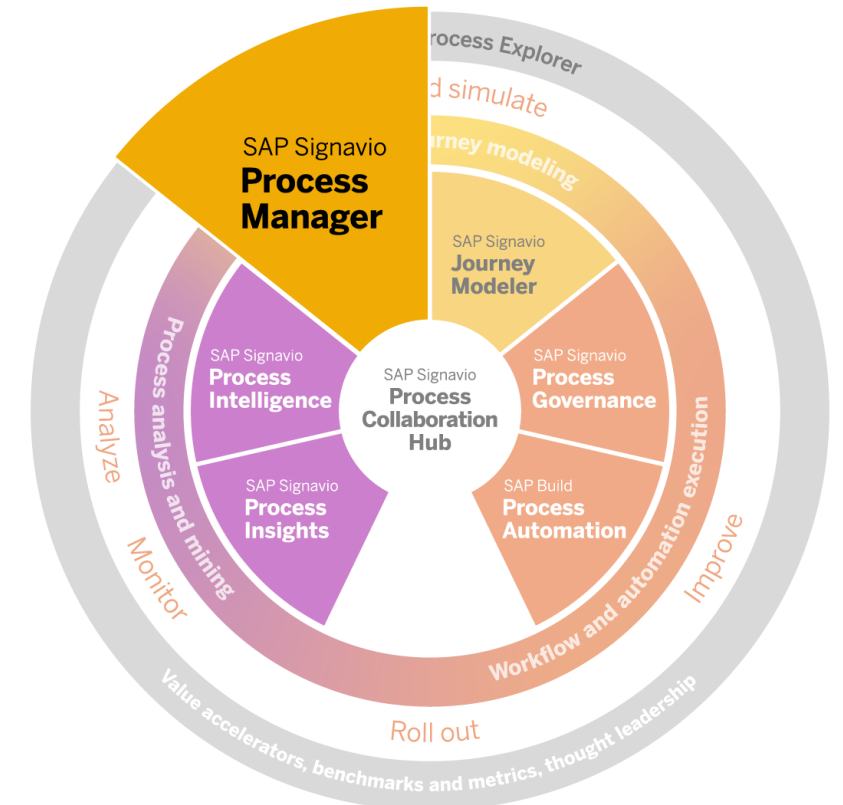 rocess Explorer
d simulate
rney modeling
SAP Signavio
Process
Manager
SAP Signavio
Journey
Modeler
SAP Signavio
Process
Intelligence
SAP Signavio
Process
Governance
SAP Signavio
Process
Collaboration
Hub
SAP Signavio
Process
Insights
SAP Build
Process
Automation
Analyze
Process analysis and mining
Monitor
Workflow and automation execution
Improve
Roll out
Value accelerators, benchmarks and metrics, thought leadership